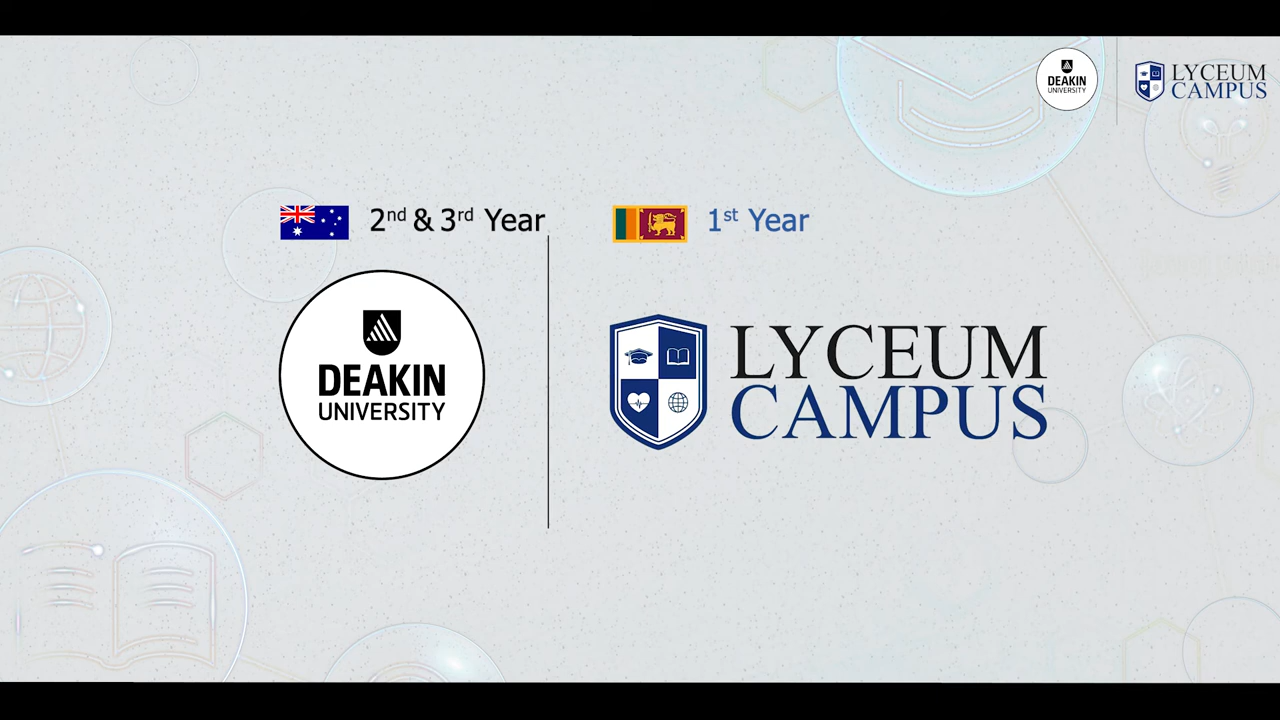 DEAKIN
UNIVERSITY
LYCEUM
CAMPUS
2nd & 3rd Year
1st Year
DEAKIN
UNIVERSITY
LYCEUM
CAMPUS